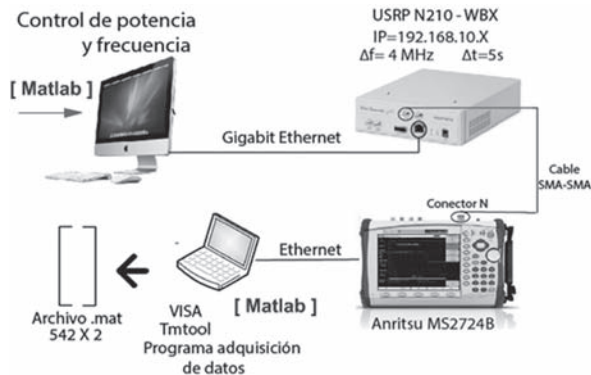 Control de potencia
y frecuencia
[ Matlab ]
USRP N210 - WBX
IP=192.168.10.X
Δf= 4 MHz Δt=5s
Gigabit Ethernet
Cable
SMA-SMA
Conector N
Ethernet
Anritsu MS2724B
[ Matlab ]
VISA
Tmtool
Programa adquisición
de datos
Archivo .mat
542 X 2